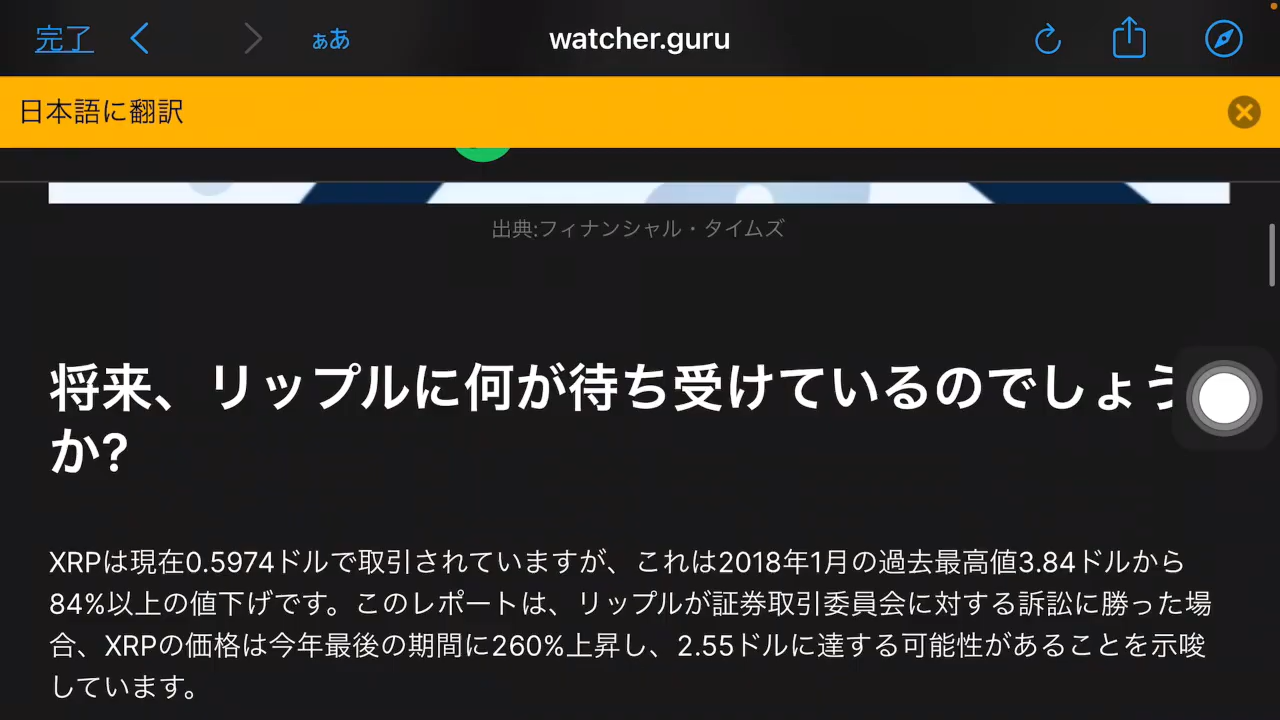 完了 ぁあ watcher.guru
日本語に翻訳
出典:フィナンシャル・タイムズ
将来、リップルに何が待ち受けているのでしょう
か?
XRPは現在0.5974ドルで取引されていますが、これは2018年1月の過去最高値3.84ドルから
84%以上の値下げです。このレポートは、リップルが証券取引委員会に対する訴訟に勝った場
合、XRPの価格は今年最後の期間に260%上昇し、2.55ドルに達する可能性があることを示唆
しています。